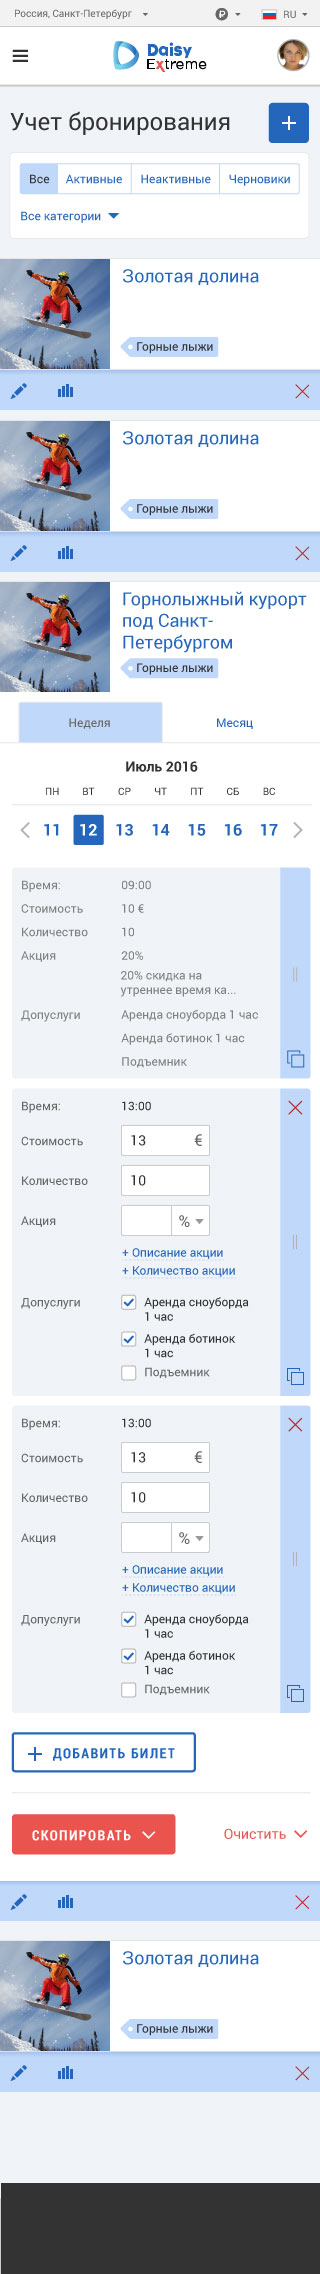 Россия, Санкт-Петербург
RU
Daisy
Extreme
Учет бронирования
Все
Активные
Неактивные
Черновики
Все категории
Золотая долина
Горные лыжи
Золотая долина
Горные лыжи
Горнолыжный курорт
под Санкт-
Петербургом
Горные лыжи
Неделя
Месяц
Июль 2016
ПН ВТ СР ЧТ ПТ СБ ВС
11 12 13 14 15 16 17
Время: 09:00
Стоимость 10 €
Количество 10
Акция 20%
20% скидка на
утреннее время ка...
Допуслуги Аренда сноуборда 1 час
Аренда ботинок 1 час
Подъемник
Время: 13:00
Стоимость 13 €
Количество 10
Акция %
+ Описание акции
+ Количество акции
Допуслуги Аренда сноуборда
1 час
Аренда ботинок
1 час
Подъемник
Время: 13:00
Стоимость 13 €
Количество 10
Акция %
+ Описание акции
+ Количество акции
Допуслуги Аренда сноуборда
1 час
Аренда ботинок
1 час
Подъемник
+ ДОБАВИТЬ БИЛЕТ
СКОПИРОВАТЬ
Очистить
Золотая долина
Горные лыжи